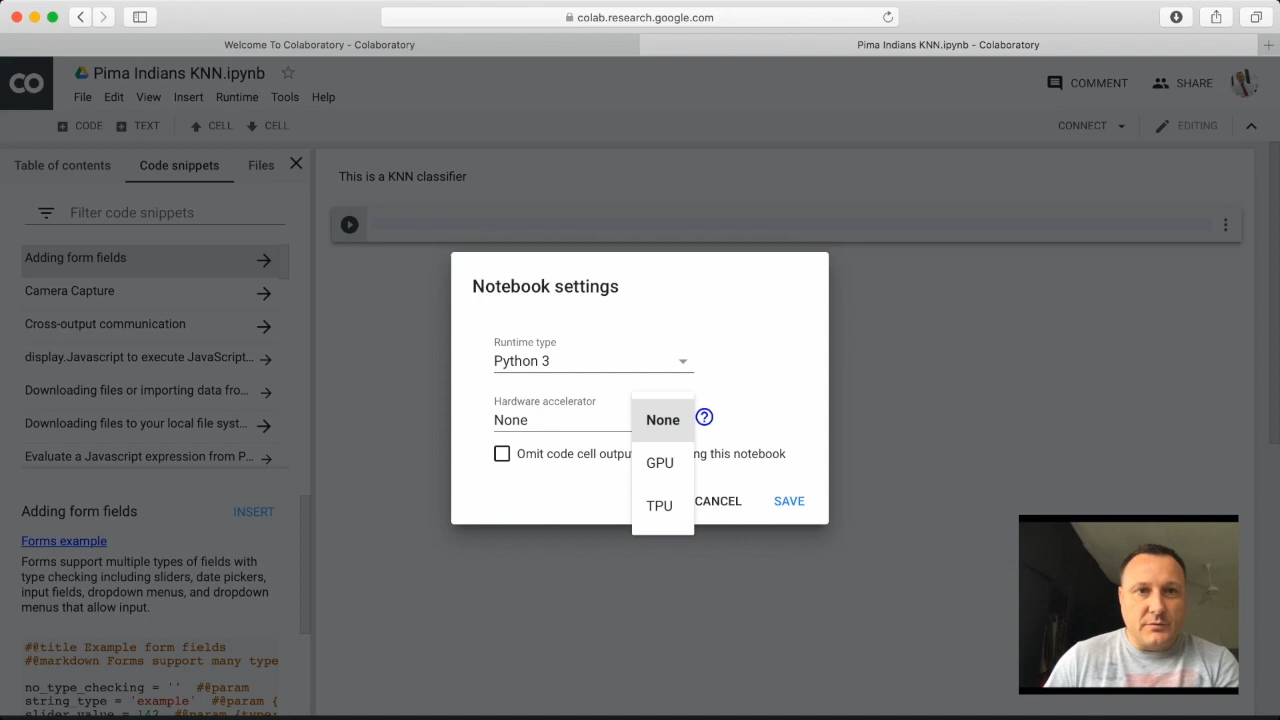 colab.research.google.com
Welcome To Colaboratory - Colaboratory
Pima Indians KNN.ipynb - Colaboratory
CO
Pima Indians KNN.ipynb
File Edit View Insert Runtime Tools Help
COMMENT
SHARE
CODE
TEXT
CELL
CELL
CONNECT
EDITING
Table of contents
Code snippets
Files
This is a KNN classifier
Filter code snippets
Adding form fields
Camera Capture
Cross-output communication
display.Javascript to execute JavaScript...
Downloading files or importing data fro...
Downloading files to your local file syst...
Evaluate a Javascript expression from P...
Adding form fields
INSERT
Forms example
Forms support multiple types of fields with
type checking including sliders, date pickers,
input fields, dropdown menus, and dropdown
menus that allow input.
#@title Example form fields
#@markdown Forms support many type
no_type_checking = '' #@param
string_type = 'example' #@param {
slider_value = 142 #@param {type:
Notebook settings
Runtime type
Python 3
Hardware accelerator
None
None
GPU
TPU
Omit code cell outpu
ng this notebook
CANCEL
SAVE